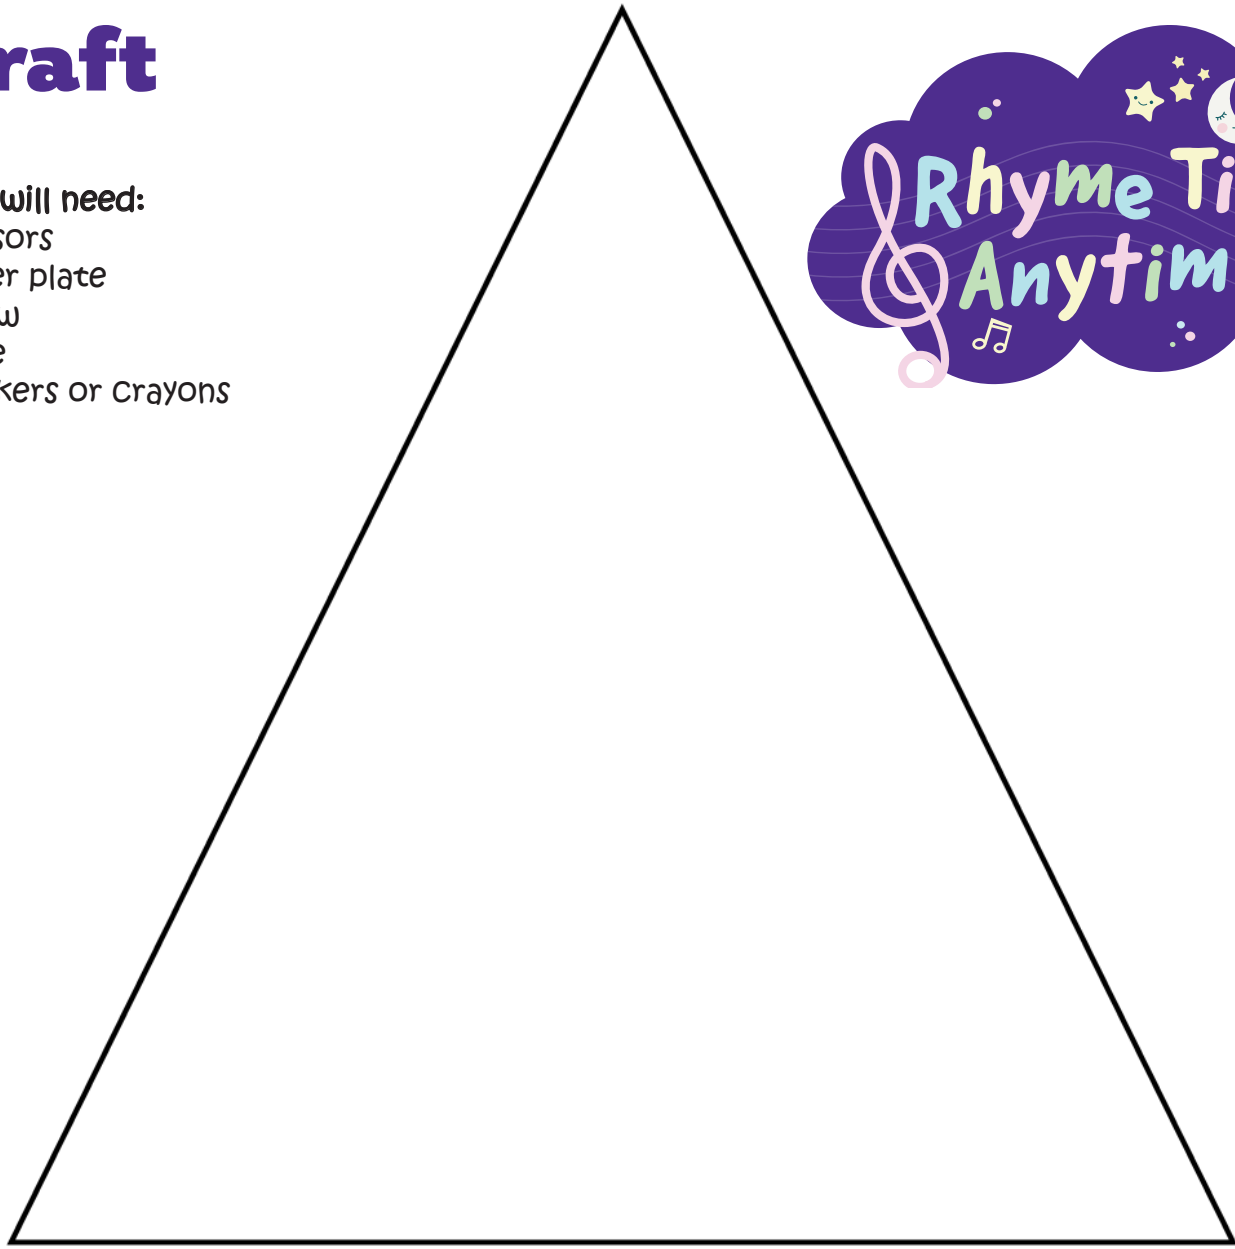 raft
will need:
sors
er plate
w
e
kers or crayons
Rhyme Ti
Anytim